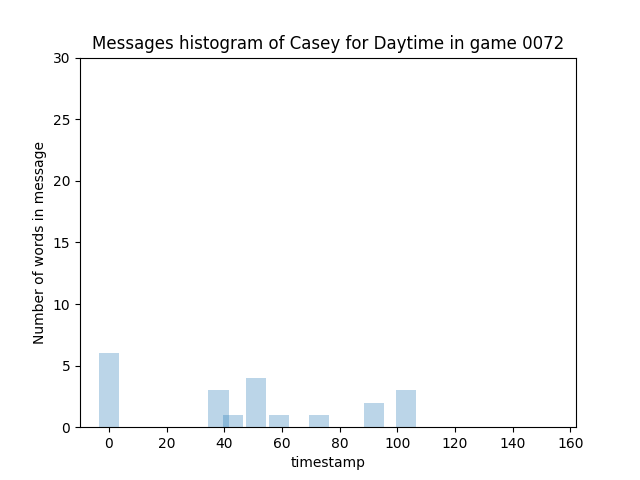 Messages histogram of Casey for Daytime in game 0072
30
25
20
15
10
5
0
Number of words in message
0 20 40 60 80 100 120 140 160
timestamp